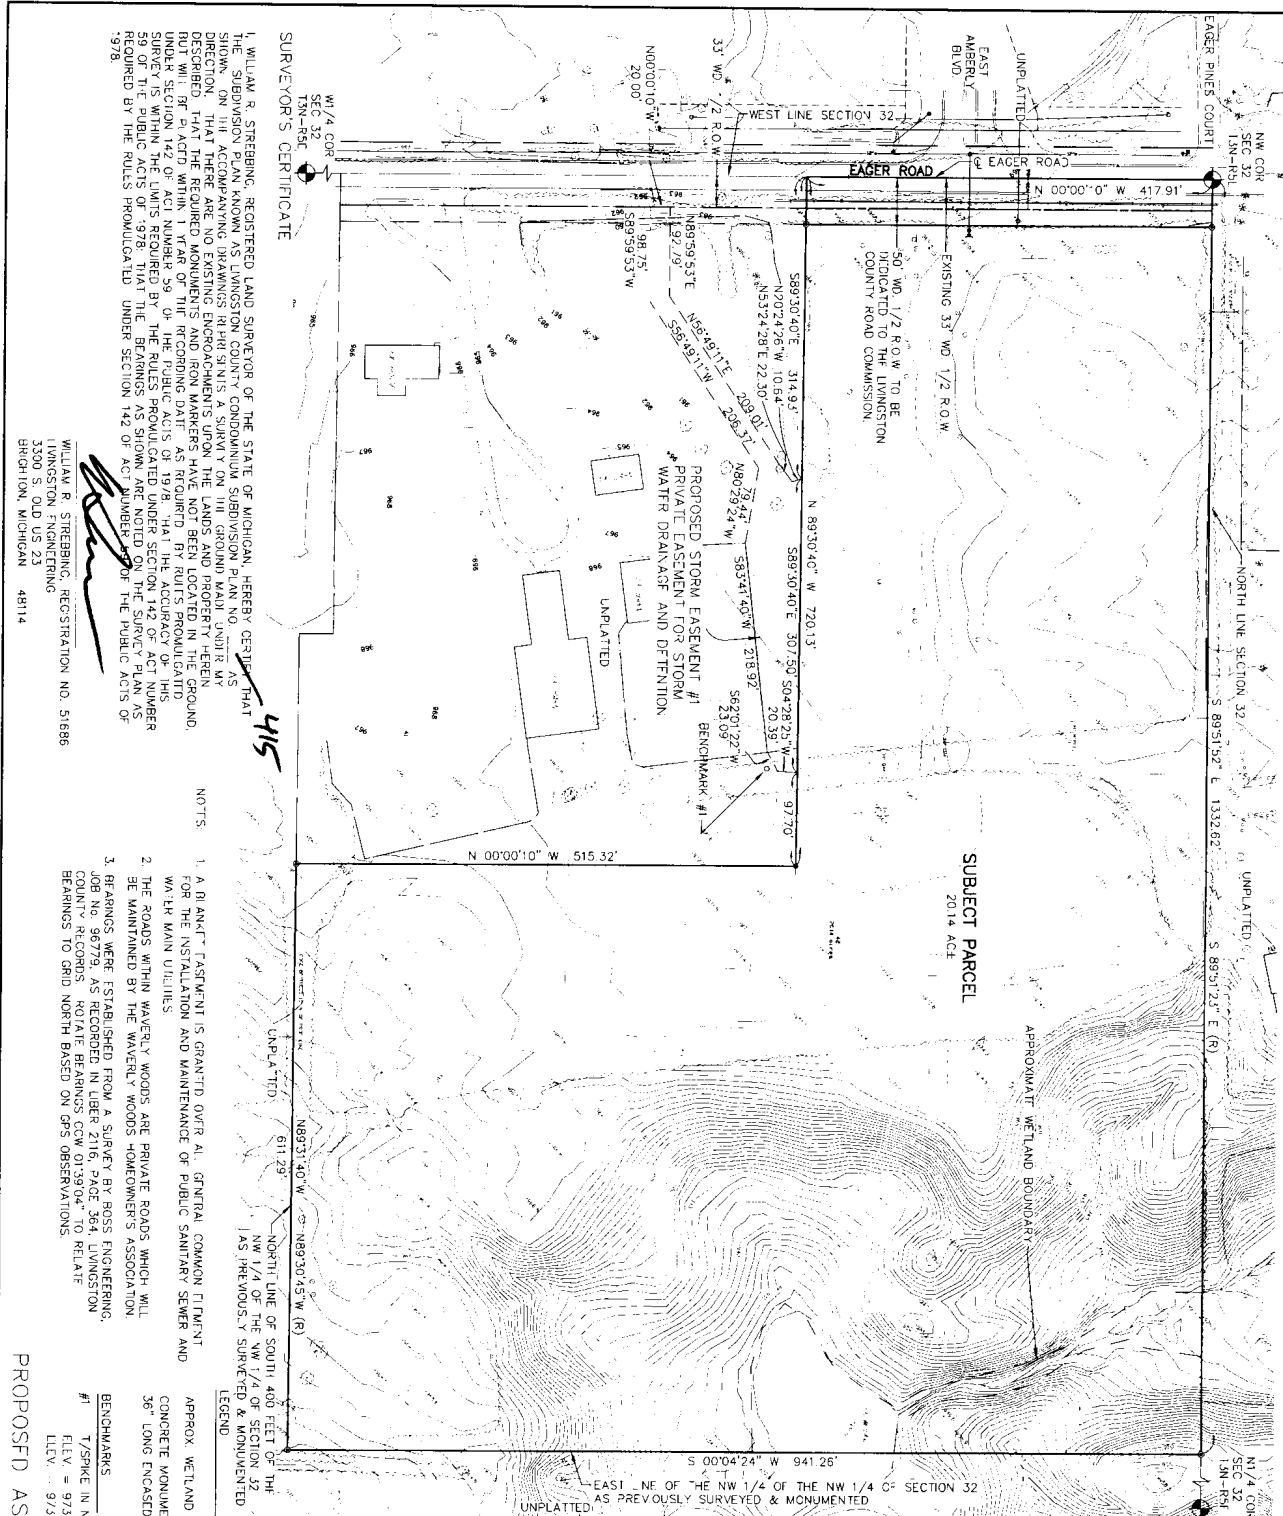 NW COR
SEC 32
EAGER PINES COURT
UNPLATTED
EAST
AMBERLY
BLVD.
WEST LINE SECTION 32
33' WD. 1/2 R.O.W.
N00°00'10"W
20.00'
W1/4 COR
SEC 32
EAGER ROAD
EAGER ROAD
417.91'
EXISTING 33' WD. 1/2 R.O.W.
50' WD. 1/2 R.O.W. TO BE
DEDICATED TO THE LIVINGSTON
COUNTY ROAD COMMISSION.
S89°30'40"E 314.93'
N20°24'26"W 10.64'
N53°24'28"E 22.30'
N89°59'53"E
92.79'
98.75'
S89°59'53"W
N56°49'11"E 209.01'
S56°49'11"W 206.37'
79.44'
N80°29'24"W
S83°41'40"W 218.92'
S62°01'22"W
23.09'
N 89°30'40" W 720.13'
S89°30'40"E 307.50'
S04°28'25"W
20.39'
97.70'
PROPOSED STORM EASEMENT #1
PRIVATE EASEMENT FOR STORM
WATER DRAINAGE AND DETENTION
BENCHMARK #1
UNPLATTED
N 00°00'10" W 515.32'
NORTH LINE SECTION 32
S 89°51'52" E 1332.62'
UNPLATTED
S 89°51'23" E (R)
SUBJECT PARCEL
20.14 AC±
APPROXIMATE WETLAND BOUNDARY
N1/4 COR
SEC 32
S 00°04'24" W 941.26'
EAST LINE OF THE NW 1/4 OF THE NW 1/4 OF SECTION 32
AS PREVIOUSLY SURVEYED & MONUMENTED
UNPLATTED
UNPLATTED
N89°31'40"W
611.29'
N89°30'45"W (R)
NORTH LINE OF SOUTH 400 FEET OF THE
NW 1/4 OF THE NW 1/4 OF SECTION 32
AS PREVIOUSLY SURVEYED & MONUMENTED
SURVEYOR'S CERTIFICATE
I, WILLIAM R. STREBBING, REGISTERED LAND SURVEYOR OF THE STATE OF MICHIGAN, HEREBY CERTIFY THAT
THE SUBDIVISION PLAN KNOWN AS LIVINGSTON COUNTY CONDOMINIUM SUBDIVISION PLAN NO. 415 AS
SHOWN ON THE ACCOMPANYING DRAWINGS REPRESENTS A SURVEY ON THE GROUND MADE UNDER MY
DIRECTION, THAT THERE ARE NO EXISTING ENCROACHMENTS UPON THE LANDS AND PROPERTY HEREIN
DESCRIBED. THAT THE REQUIRED MONUMENTS AND IRON MARKERS HAVE NOT BEEN LOCATED IN THE GROUND,
BUT WILL BE PLACED WITHIN 1 YEAR OF THE RECORDING DATE AS REQUIRED BY RULES PROMULGATED
UNDER SECTION 142 OF ACT NUMBER 59 OF THE PUBLIC ACTS OF 1978. THAT THE ACCURACY OF THIS
SURVEY IS WITHIN THE LIMITS REQUIRED BY THE RULES PROMULGATED UNDER SECTION 142 OF ACT NUMBER
59 OF THE PUBLIC ACTS OF 1978. THAT THE BEARINGS AS SHOWN ARE NOTED ON THE SURVEY PLAN AS
REQUIRED BY THE RULES PROMULGATED UNDER SECTION 142 OF ACT NUMBER 59 OF THE PUBLIC ACTS OF
1978.
WILLIAM R. STREBBING, REGISTRATION NO. 51686
LIVINGSTON ENGINEERING
3300 S. OLD US 23
BRIGHTON, MICHIGAN 48114
NOTES:
1. A BLANKET EASEMENT IS GRANTED OVER ALL GENERAL COMMON ELEMENT
FOR THE INSTALLATION AND MAINTENANCE OF PUBLIC SANITARY SEWER AND
WATER MAIN UTILITIES.
2. THE ROADS WITHIN WAVERLY WOODS ARE PRIVATE ROADS WHICH WILL
BE MAINTAINED BY THE WAVERLY WOODS HOMEOWNER'S ASSOCIATION.
3. BEARINGS WERE ESTABLISHED FROM A SURVEY BY BOSS ENGINEERING,
JOB No. 96779, AS RECORDED IN LIBER 2116, PAGE 364, LIVINGSTON
COUNTY RECORDS. ROTATE BEARINGS CCW 01°39'04" TO RELATE
BEARINGS TO GRID NORTH BASED ON GPS OBSERVATIONS.
LEGEND
APPROX. WETLAND
CONCRETE MONUME
36" LONG ENCASED
BENCHMARKS
#1 T/SPIKE IN N
ELEV. = 973
ELEV. 973
PROPOSED AS